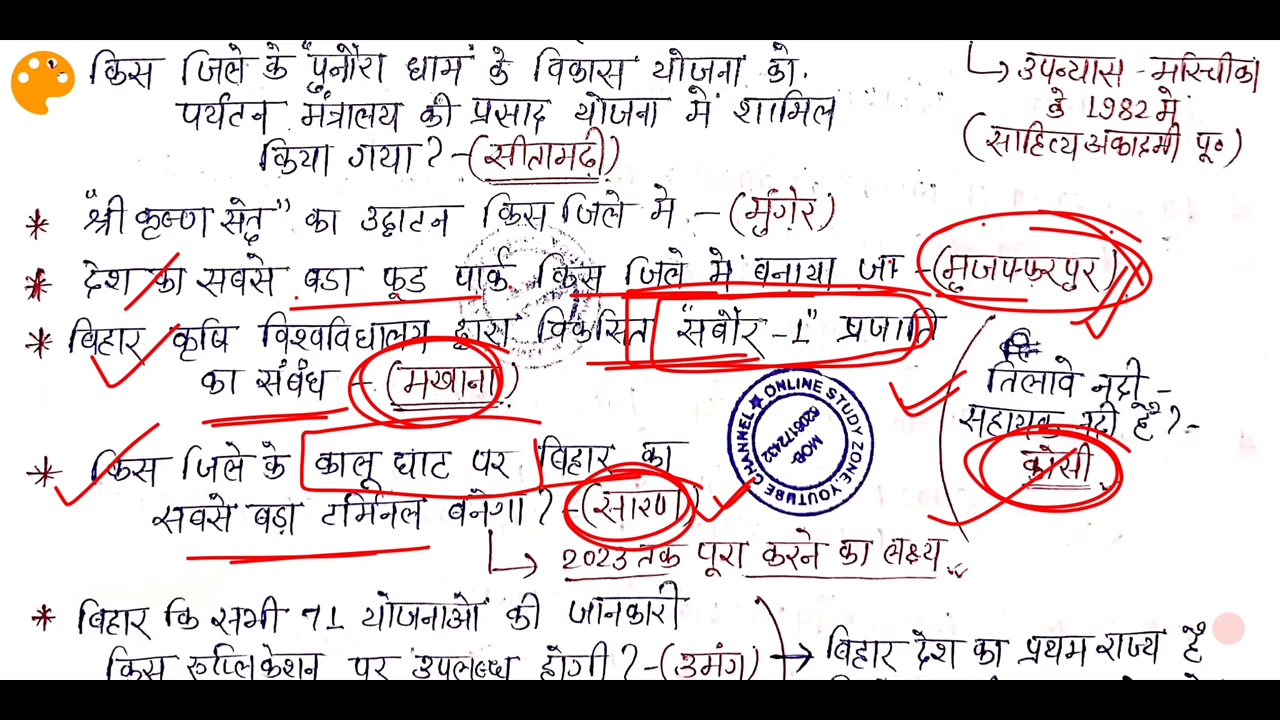 किस जिले के "पुनौरा धाम" के विकास योजना को
पर्यटन मंत्रालय की प्रसाद योजना में शामिल
किया गया? -(सीतामढ़ी)
* "श्री कृष्ण सेतु" का उद्घाटन किस जिले मे - (मुंगेर)
* देश का सबसे बडा फूड पार्क किस जिले में बनाया जा -(मुजफ्फरपुर)
* बिहार कृषि विश्वविद्यालय द्वारा विकसित "सबौर-1" प्रजाति
का संबंध - (मखाना)
* किस जिले के कालू घाट पर बिहार का
सबसे बड़ा टर्मिनल बनेगा? -(सारण)
2023 तक पूरा करने का लक्ष्य
* बिहार कि सभी 71 योजनाओं की जानकारी
किस एप्लिकेशन पर उपलब्ध होगी? -(उमंग)
→ बिहार देश का प्रथम राज्य है
उपन्यास - मस्चीका
के 1982 मे
(साहित्य अकादमी पू०)
तिलावे नदी -
सहायक नदी है? -
कोसी
ONLINE STUDY ZONE, YOUTUBE CHANNEL
MOB-
6206172432